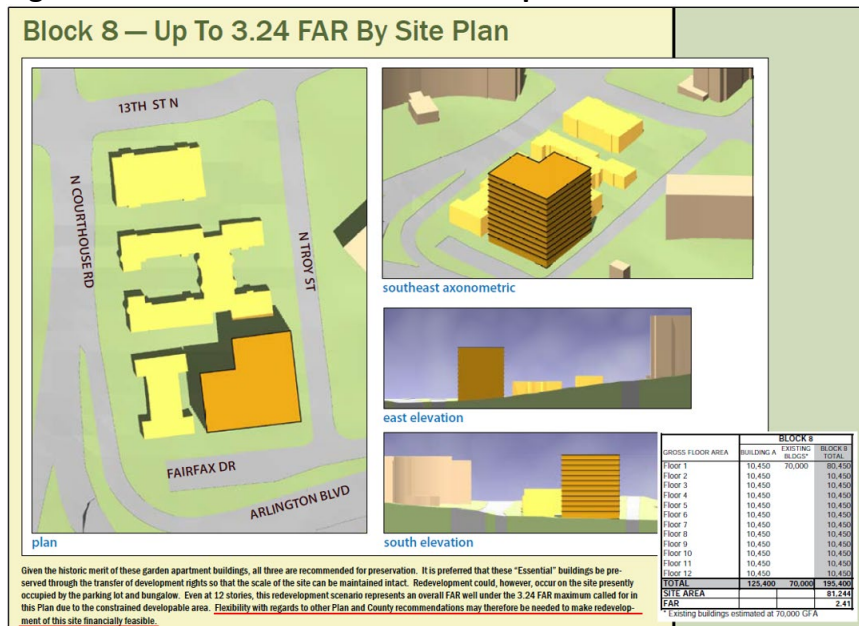 Block 8 — Up To 3.24 FAR By Site Plan
13TH ST N
N COURTHOUSE RD
N TROY ST
FAIRFAX DR
ARLINGTON BLVD
plan
southeast axonometric
east elevation
south elevation
BLOCK 8
GROSS FLOOR AREA BUILDING A EXISTING BLDGS* BLOCK 8 TOTAL
Floor 1 10,450 70,000 80,450
Floor 2 10,450 10,450
Floor 3 10,450 10,450
Floor 4 10,450 10,450
Floor 5 10,450 10,450
Floor 6 10,450 10,450
Floor 7 10,450 10,450
Floor 8 10,450 10,450
Floor 9 10,450 10,450
Floor 10 10,450 10,450
Floor 11 10,450 10,450
Floor 12 10,450 10,450
TOTAL 125,400 70,000 195,400
SITE AREA 81,244
FAR 2.41
* Existing buildings estimated at 70,000 GFA
Given the historic merit of these garden apartment buildings, all three are recommended for preservation. It is preferred that these “Essential” buildings be pre-
served through the transfer of development rights so that the scale of the site can be maintained intact. Redevelopment could, however, occur on the site presently
occupied by the parking lot and bungalow. Even at 12 stories, this redevelopment scenario represents an overall FAR well under the 3.24 FAR maximum called for in
this Plan due to the constrained developable area. Flexibility with regards to other Plan and County recommendations may therefore be needed to make redevelop-
ment of this site financially feasible.